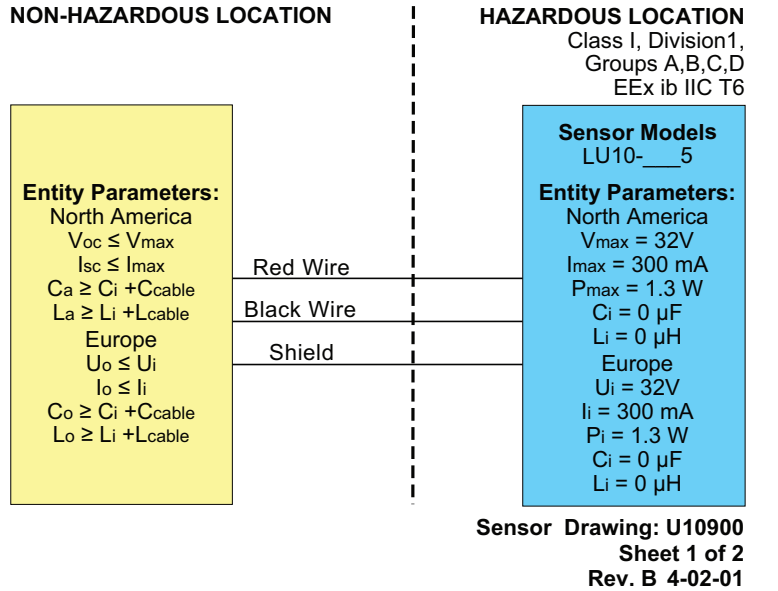 NON-HAZARDOUS LOCATION
HAZARDOUS LOCATION
Class I, Division1,
Groups A,B,C,D
EEx ib IIC T6
Entity Parameters:
North America
Voc ≤ Vmax
Isc ≤ Imax
Ca ≥ Ci +Ccable
La ≥ Li +Lcable
Europe
Uo ≤ Ui
Io ≤ Ii
Co ≥ Ci +Ccable
Lo ≥ Li +Lcable
Red Wire
Black Wire
Shield
Sensor Models
LU10-___5
Entity Parameters:
North America
Vmax = 32V
Imax = 300 mA
Pmax = 1.3 W
Ci = 0 µF
Li = 0 µH
Europe
Ui = 32V
Ii = 300 mA
Pi = 1.3 W
Ci = 0 µF
Li = 0 µH
Sensor Drawing: U10900
Sheet 1 of 2
Rev. B 4-02-01